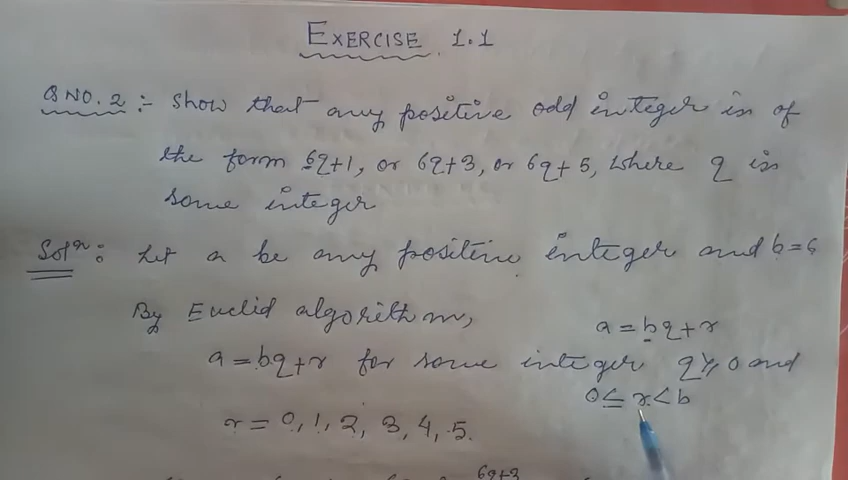 EXERCISE 1.1
Q NO. 2 :- Show that any positive odd integer is of
the form 6q+1, or 6q+3, or 6q+5, where q is
some integer
Solⁿ: Let a be any positive integer and b=6
By Euclid algorithm,
a = bq+r
a = bq+r for some integer q⩾0 and
0≤ r<b
r = 0, 1, 2, 3, 4, 5.
6q+3